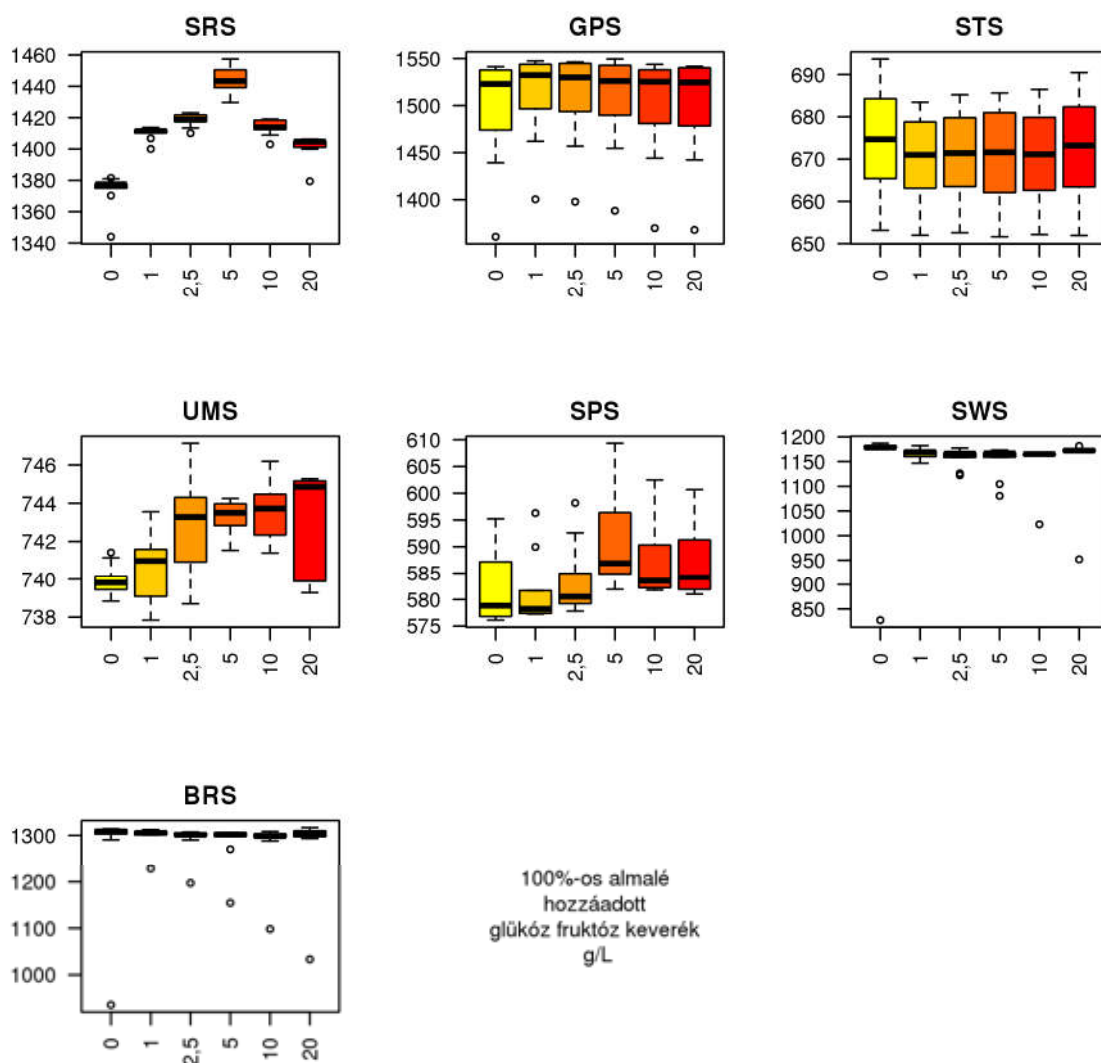 SRS
1460
1440
1420
1400
1380
1360
1340
0 1 2,5 5 10 20
GPS
1550
1500
1450
1400
0 1 2,5 5 10 20
STS
690
680
670
660
650
0 1 2,5 5 10 20
UMS
746
744
742
740
738
0 1 2,5 5 10 20
SPS
610
605
600
595
590
585
580
575
0 1 2,5 5 10 20
SWS
1200
1150
1100
1050
1000
950
900
850
0 1 2,5 5 10 20
BRS
1300
1200
1100
1000
0 1 2,5 5 10 20
100%-os almalé
hozzáadott
glükóz fruktóz keverék
g/L